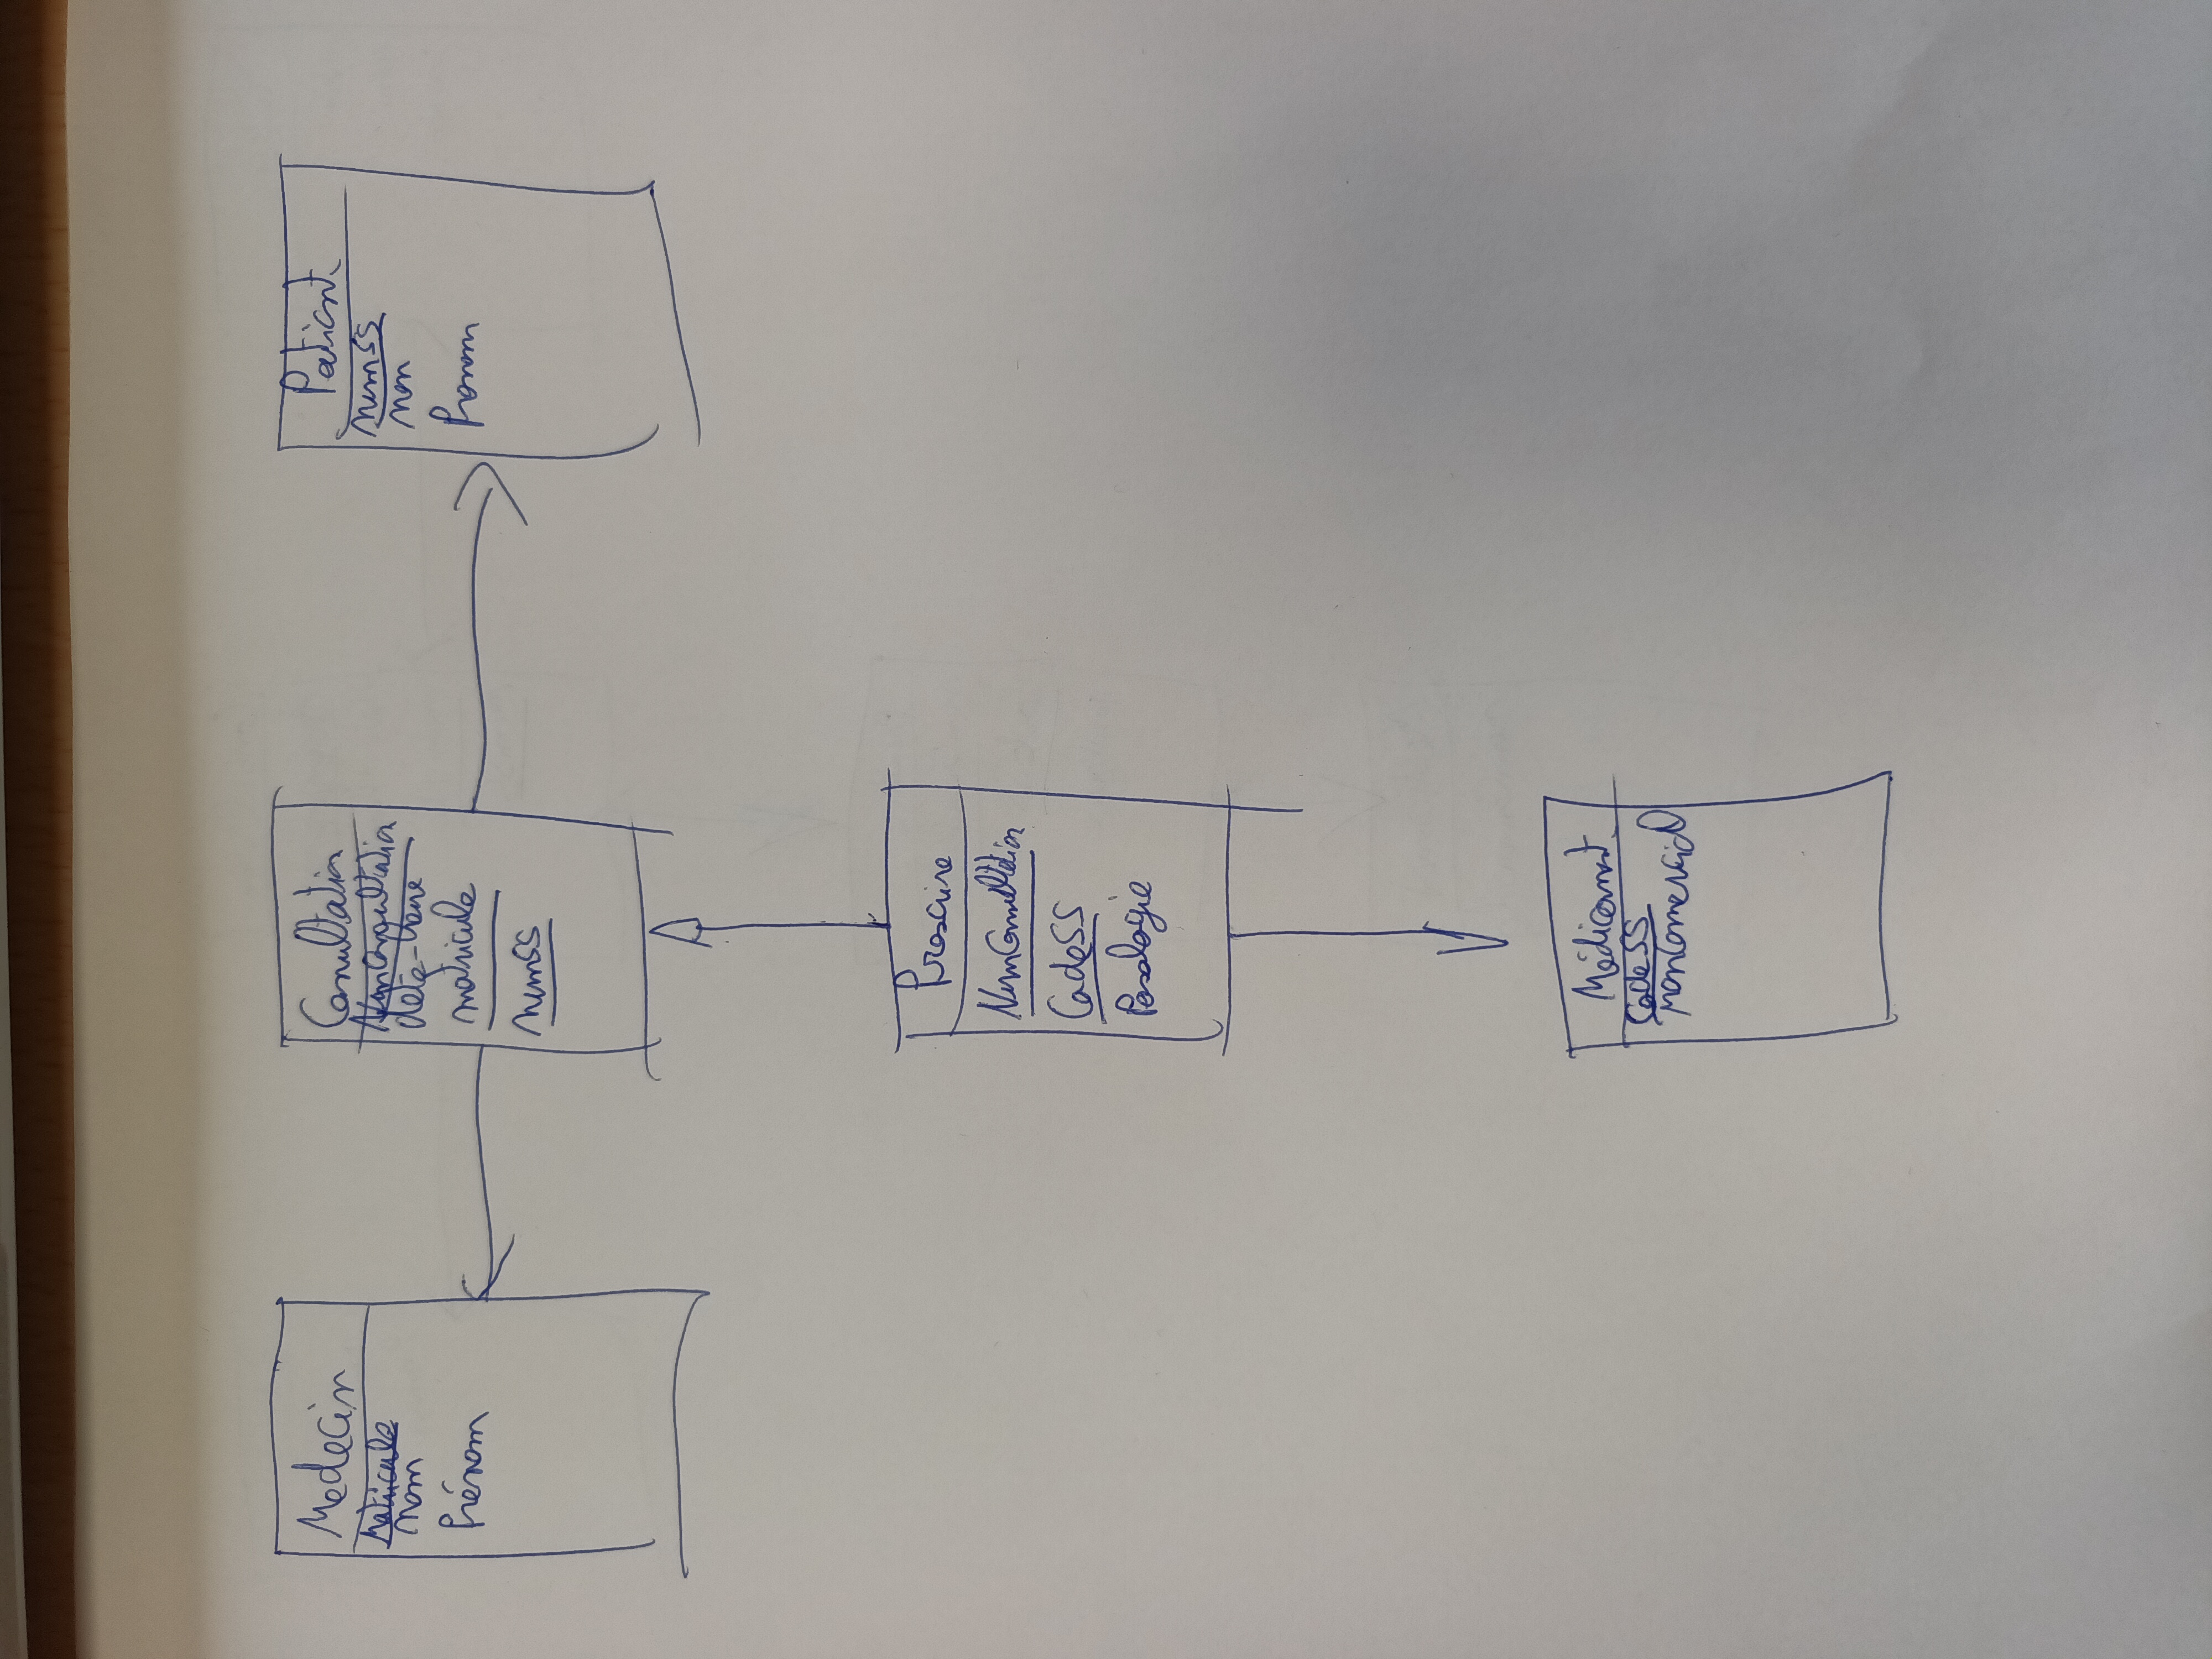 Medecin
Matricule
nom
Prénom
Consultation
NumConsultation
date-heure
matricule
numSS
Patient
numSS
nom
Prenom
Prescrire
NumConsultation
CodeSS
Posologie
Médicament
CodeSS
nomComercial